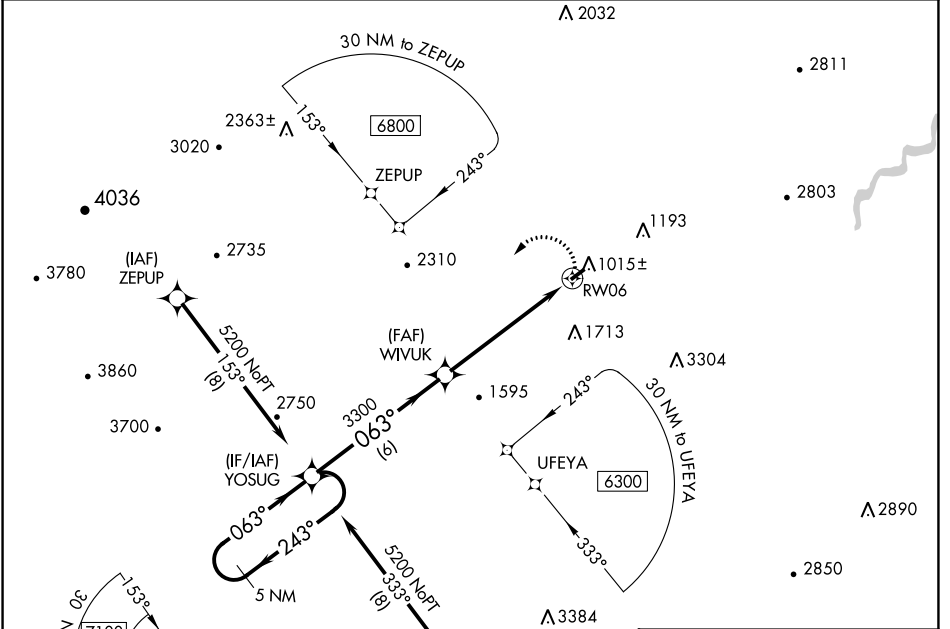 2032
30 NM to ZEPUP
2811
2363±
153°
6800
3020
243°
ZEPUP
4036
2803
1193
2735
2310
(IAF)
ZEPUP
3780
1015±
RW06
5200 NoPT
153°
(8)
(FAF)
WIVUK
1713
3304
3860
1595
243°
30 NM to UFEYA
2750
3300
063°
(6)
3700
(IF/IAF)
YOSUG
UFEYA
6300
2890
063°
243°
333°
5200 NoPT
333°
(8)
5 NM
2850
153°
30
3384